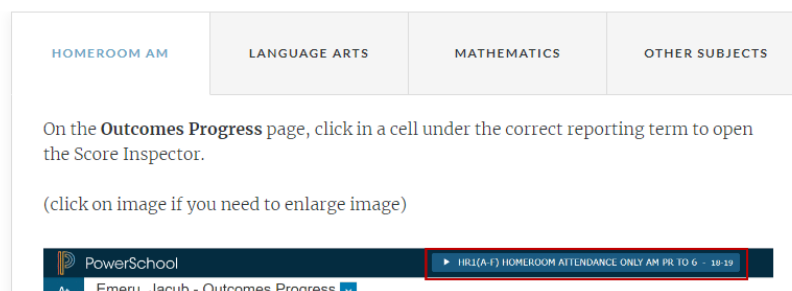 HOMEROOM AM LANGUAGE ARTS MATHEMATICS OTHER SUBJECTS
On the Outcomes Progress page, click in a cell under the correct reporting term to open
the Score Inspector.
(click on image if you need to enlarge image)
PowerSchool HR1(A-F) HOMEROOM ATTENDANCE ONLY AM PR TO 6 - 18-19
Emeru, Jacub - Outcomes Progress